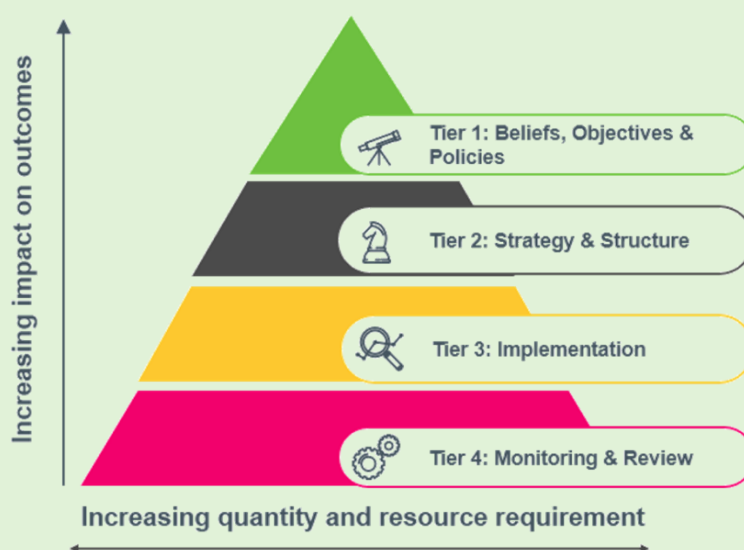 Increasing impact on outcomes
Tier 1: Beliefs, Objectives &
Policies
Tier 2: Strategy & Structure
Tier 3: Implementation
Tier 4: Monitoring & Review
Increasing quantity and resource requirement